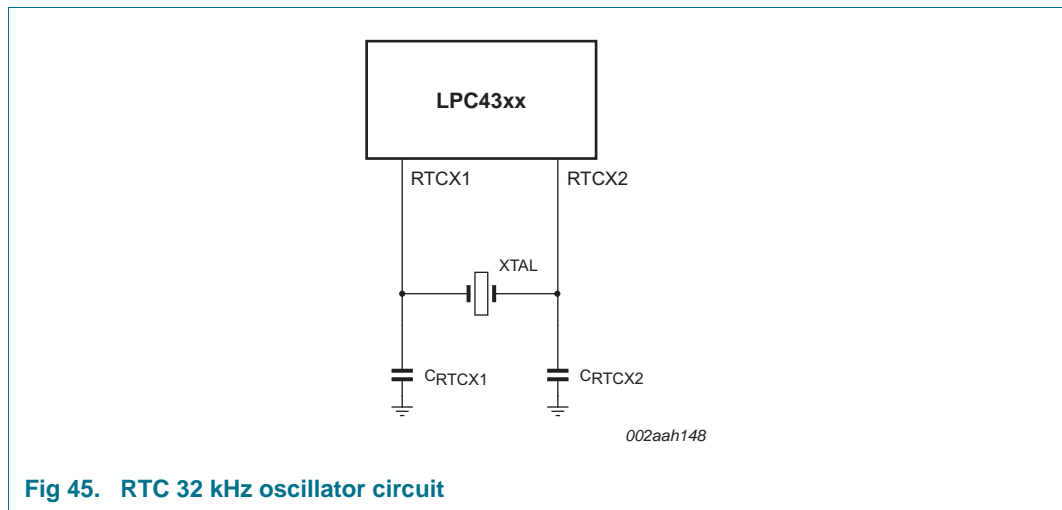 LPC43xx
RTCX1
RTCX2
XTAL
CRTCX1
CRTCX2
002aah148
Fig 45. RTC 32 kHz oscillator circuit